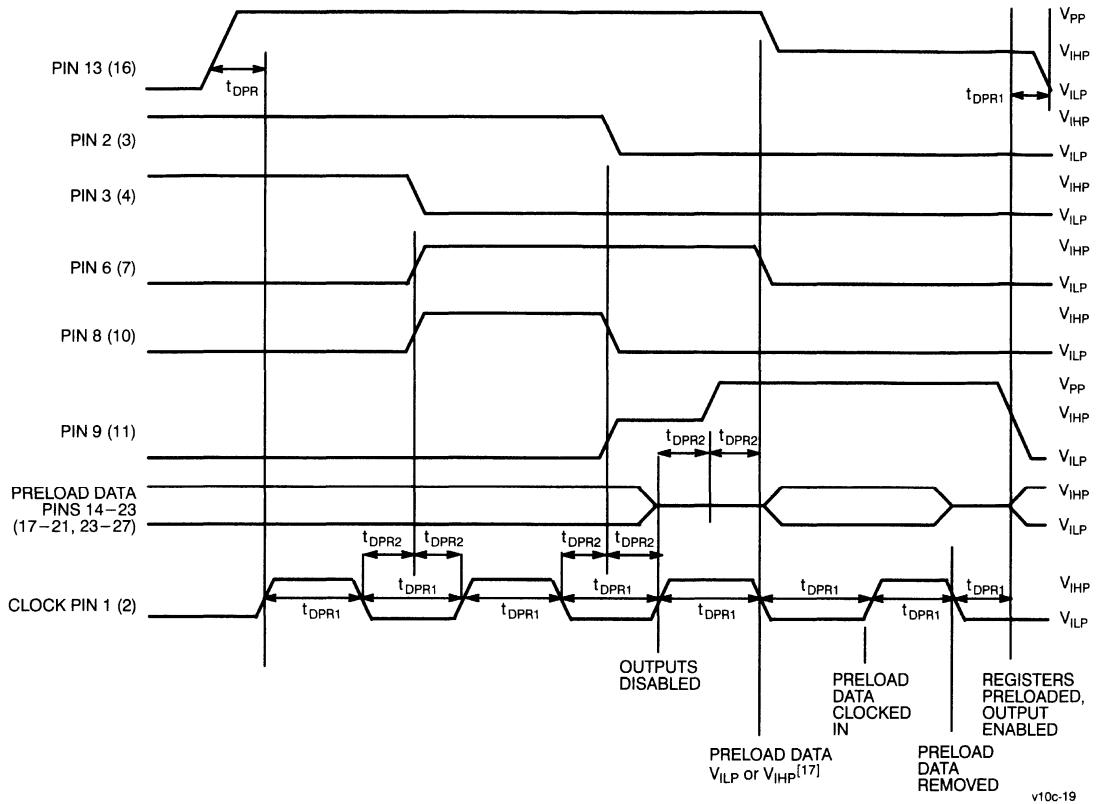 V_PP
PIN 13 (16)
V_IHP
t_DPR
t_DPR1
V_ILP
PIN 2 (3)
V_IHP
V_ILP
PIN 3 (4)
V_IHP
V_ILP
PIN 6 (7)
V_IHP
V_ILP
PIN 8 (10)
V_IHP
V_ILP
V_PP
PIN 9 (11)
V_IHP
t_DPR2 t_DPR2
V_ILP
PRELOAD DATA
PINS 14–23
(17–21, 23–27)
V_IHP
V_ILP
t_DPR2 t_DPR2 t_DPR2 t_DPR2
CLOCK PIN 1 (2)
t_DPR1 t_DPR1 t_DPR1 t_DPR1 t_DPR1 t_DPR1 t_DPR1 t_DPR1
V_IHP
V_ILP
OUTPUTS
DISABLED
PRELOAD
DATA
CLOCKED
IN
REGISTERS
PRELOADED,
OUTPUT
ENABLED
PRELOAD DATA
V_ILP or V_IHP[17]
PRELOAD
DATA
REMOVED
v10c-19